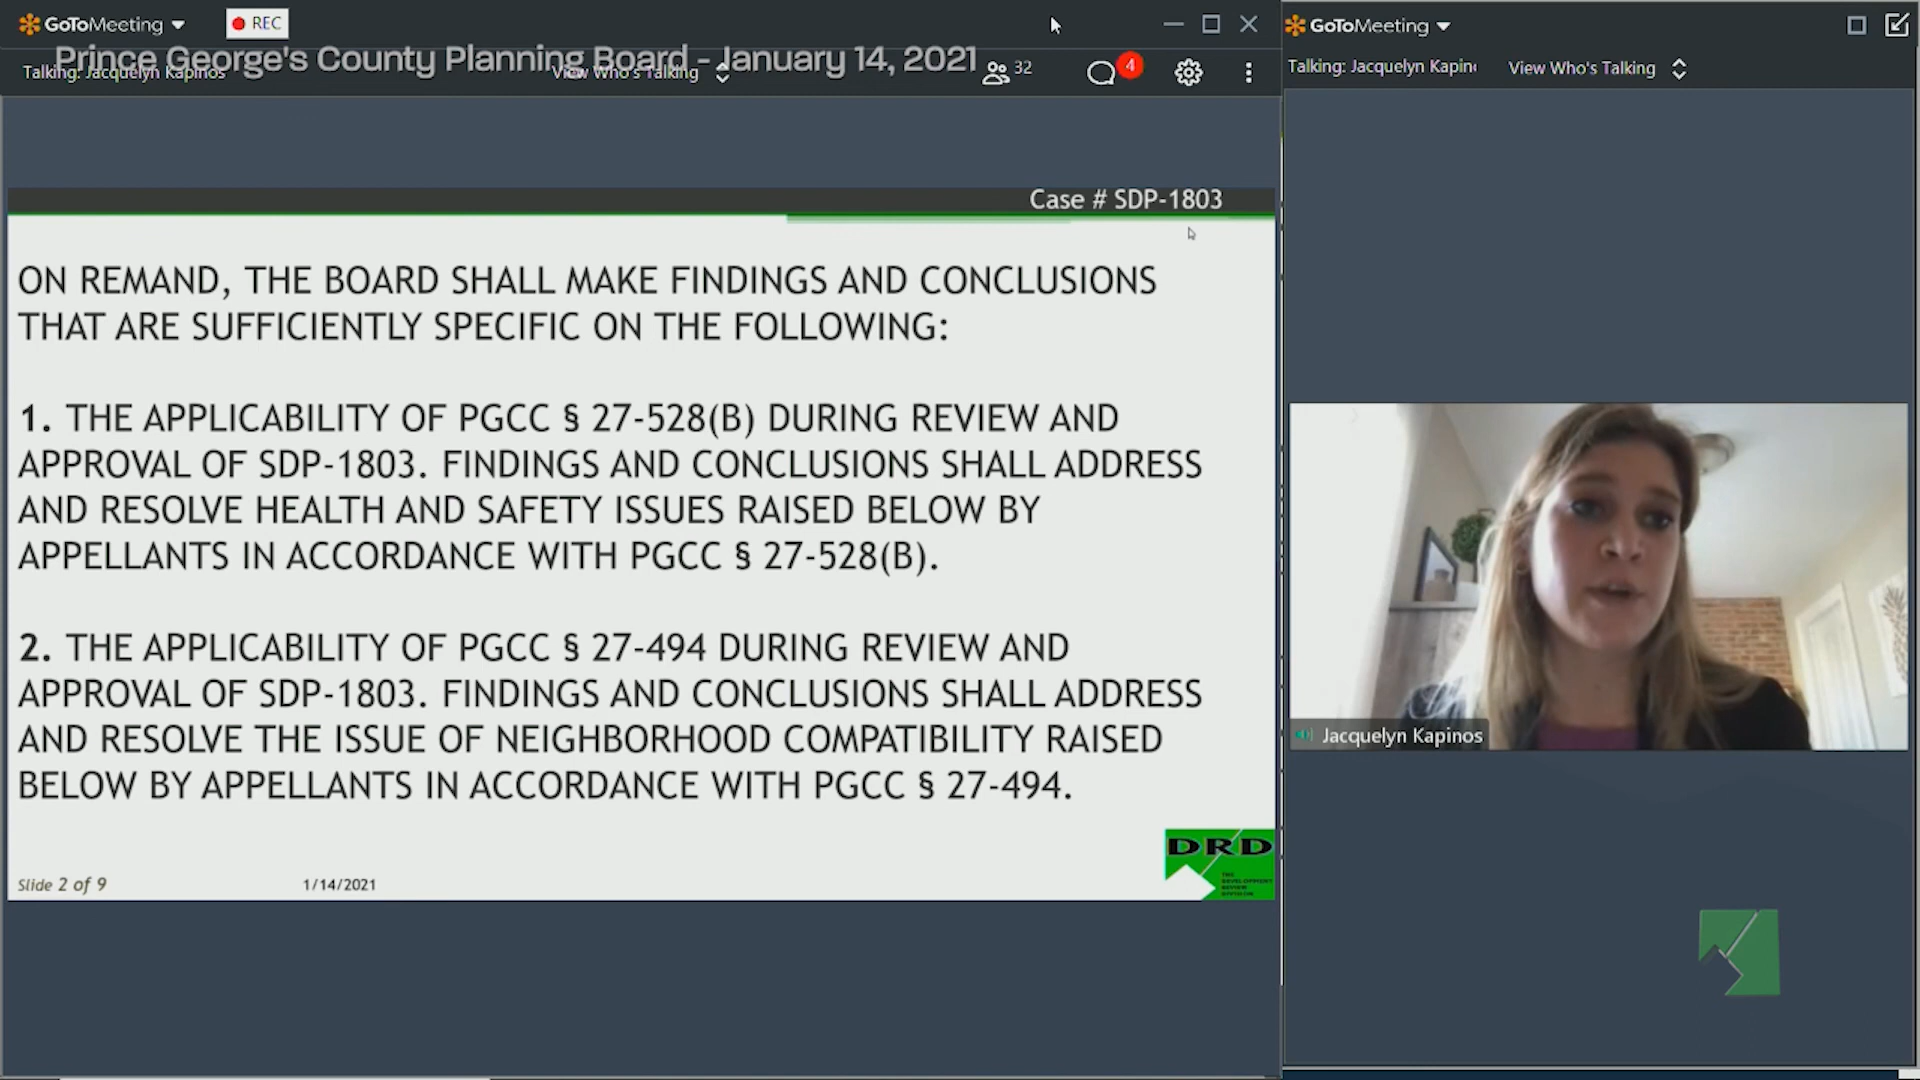 GoToMeeting
REC
Prince George's County Planning Board - January 14, 2021
Talking: Jacquelyn Kapinos
View Who's Talking
32
4
GoToMeeting
Talking: Jacquelyn Kapin
View Who's Talking
Case # SDP-1803
ON REMAND, THE BOARD SHALL MAKE FINDINGS AND CONCLUSIONS
THAT ARE SUFFICIENTLY SPECIFIC ON THE FOLLOWING:
1. THE APPLICABILITY OF PGCC § 27-528(B) DURING REVIEW AND
APPROVAL OF SDP-1803. FINDINGS AND CONCLUSIONS SHALL ADDRESS
AND RESOLVE HEALTH AND SAFETY ISSUES RAISED BELOW BY
APPELLANTS IN ACCORDANCE WITH PGCC § 27-528(B).
2. THE APPLICABILITY OF PGCC § 27-494 DURING REVIEW AND
APPROVAL OF SDP-1803. FINDINGS AND CONCLUSIONS SHALL ADDRESS
AND RESOLVE THE ISSUE OF NEIGHBORHOOD COMPATIBILITY RAISED
BELOW BY APPELLANTS IN ACCORDANCE WITH PGCC § 27-494.
Slide 2 of 9
1/14/2021
DRD
THE
DEVELOPMENT
REVIEW
DIVISION
Jacquelyn Kapinos